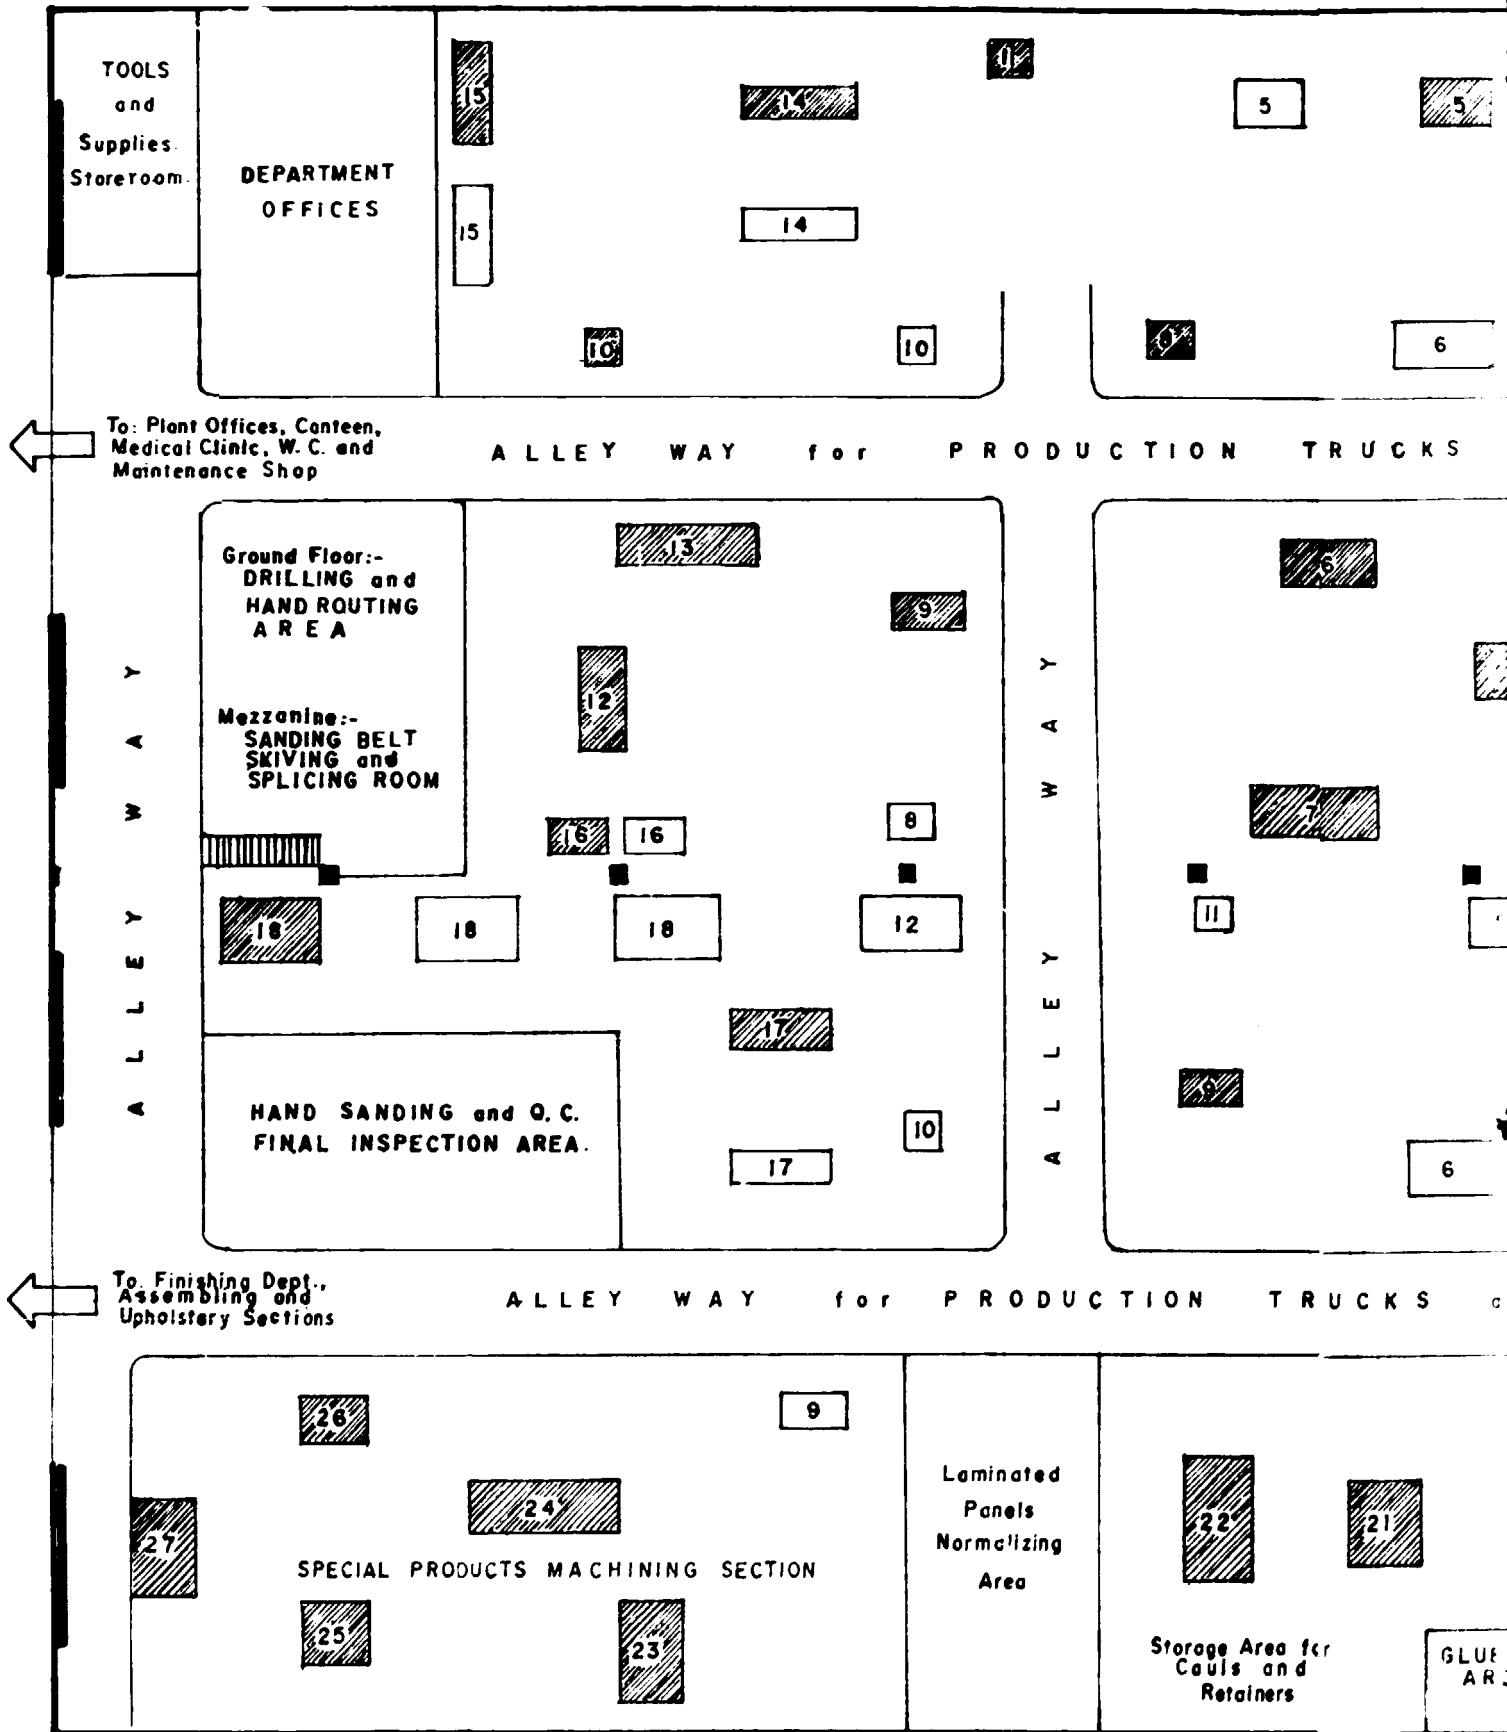 TOOLS
and
Supplies
Storeroom
DEPARTMENT
OFFICES
15
14
11
5
5
15
14
10
10
6
To: Plant Offices, Canteen,
Medical Clinic, W. C. and
Maintenance Shop
ALLEY WAY for PRODUCTION TRUCKS
Ground Floor:-
DRILLING and
HAND ROUTING
AREA
Mezzanine:-
SANDING BELT
SKIVING and
SPLICING ROOM
13
9
12
16
16
8
18
18
18
12
17
10
17
HAND SANDING and Q.C.
FINAL INSPECTION AREA.
ALLEY WAY
ALLEY WAY
6
7
11
9
6
To: Finishing Dept.,
Assembling and
Upholstery Sections
ALLEY WAY for PRODUCTION TRUCKS
26
9
24
27
SPECIAL PRODUCTS MACHINING SECTION
25
23
Laminated
Panels
Normalizing
Area
22
21
Storage Area for
Cauls and
Retainers
GLUE